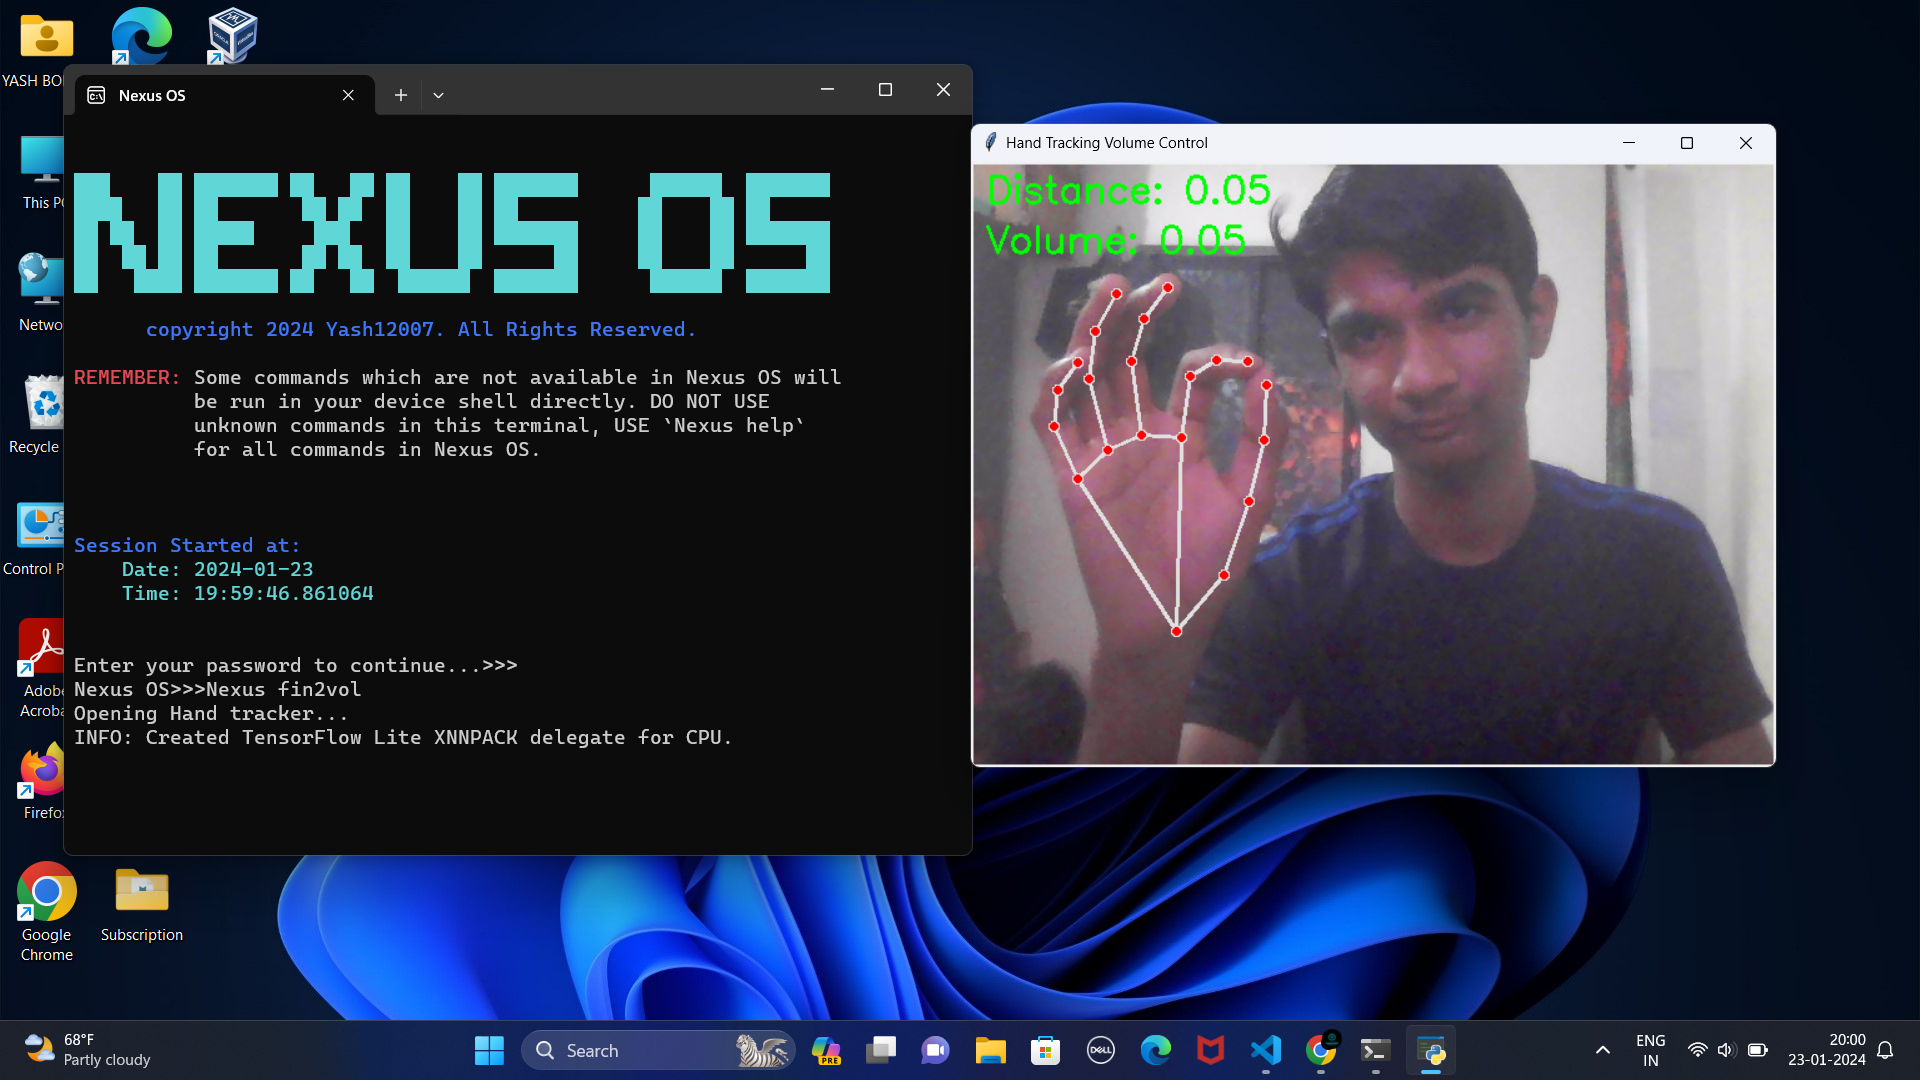 YASH BO
This P
Netwo
Recycle
Control P
Adobe
Acroba
Firefox
Google
Chrome
Subscription
Nexus OS
NEXUS OS
copyright 2024 Yash12007. All Rights Reserved.
REMEMBER: Some commands which are not available in Nexus OS will
be run in your device shell directly. DO NOT USE
unknown commands in this terminal, USE `Nexus help`
for all commands in Nexus OS.
Session Started at:
Date: 2024-01-23
Time: 19:59:46.861064
Enter your password to continue...>>>
Nexus OS>>>Nexus fin2vol
Opening Hand tracker...
INFO: Created TensorFlow Lite XNNPACK delegate for CPU.
Hand Tracking Volume Control
Distance: 0.05
Volume: 0.05
68°F
Partly cloudy
Search
PRE
DELL
ENG
IN
20:00
23-01-2024